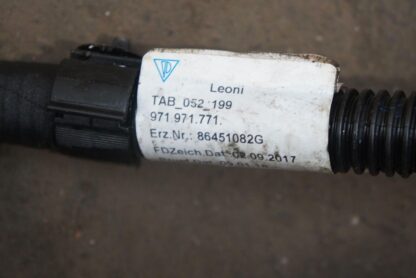 Leoni
TAB_052_199
971.971.771.
Erz.Nr.: 86451082G
FDZeich.Dat: 02.09.2017